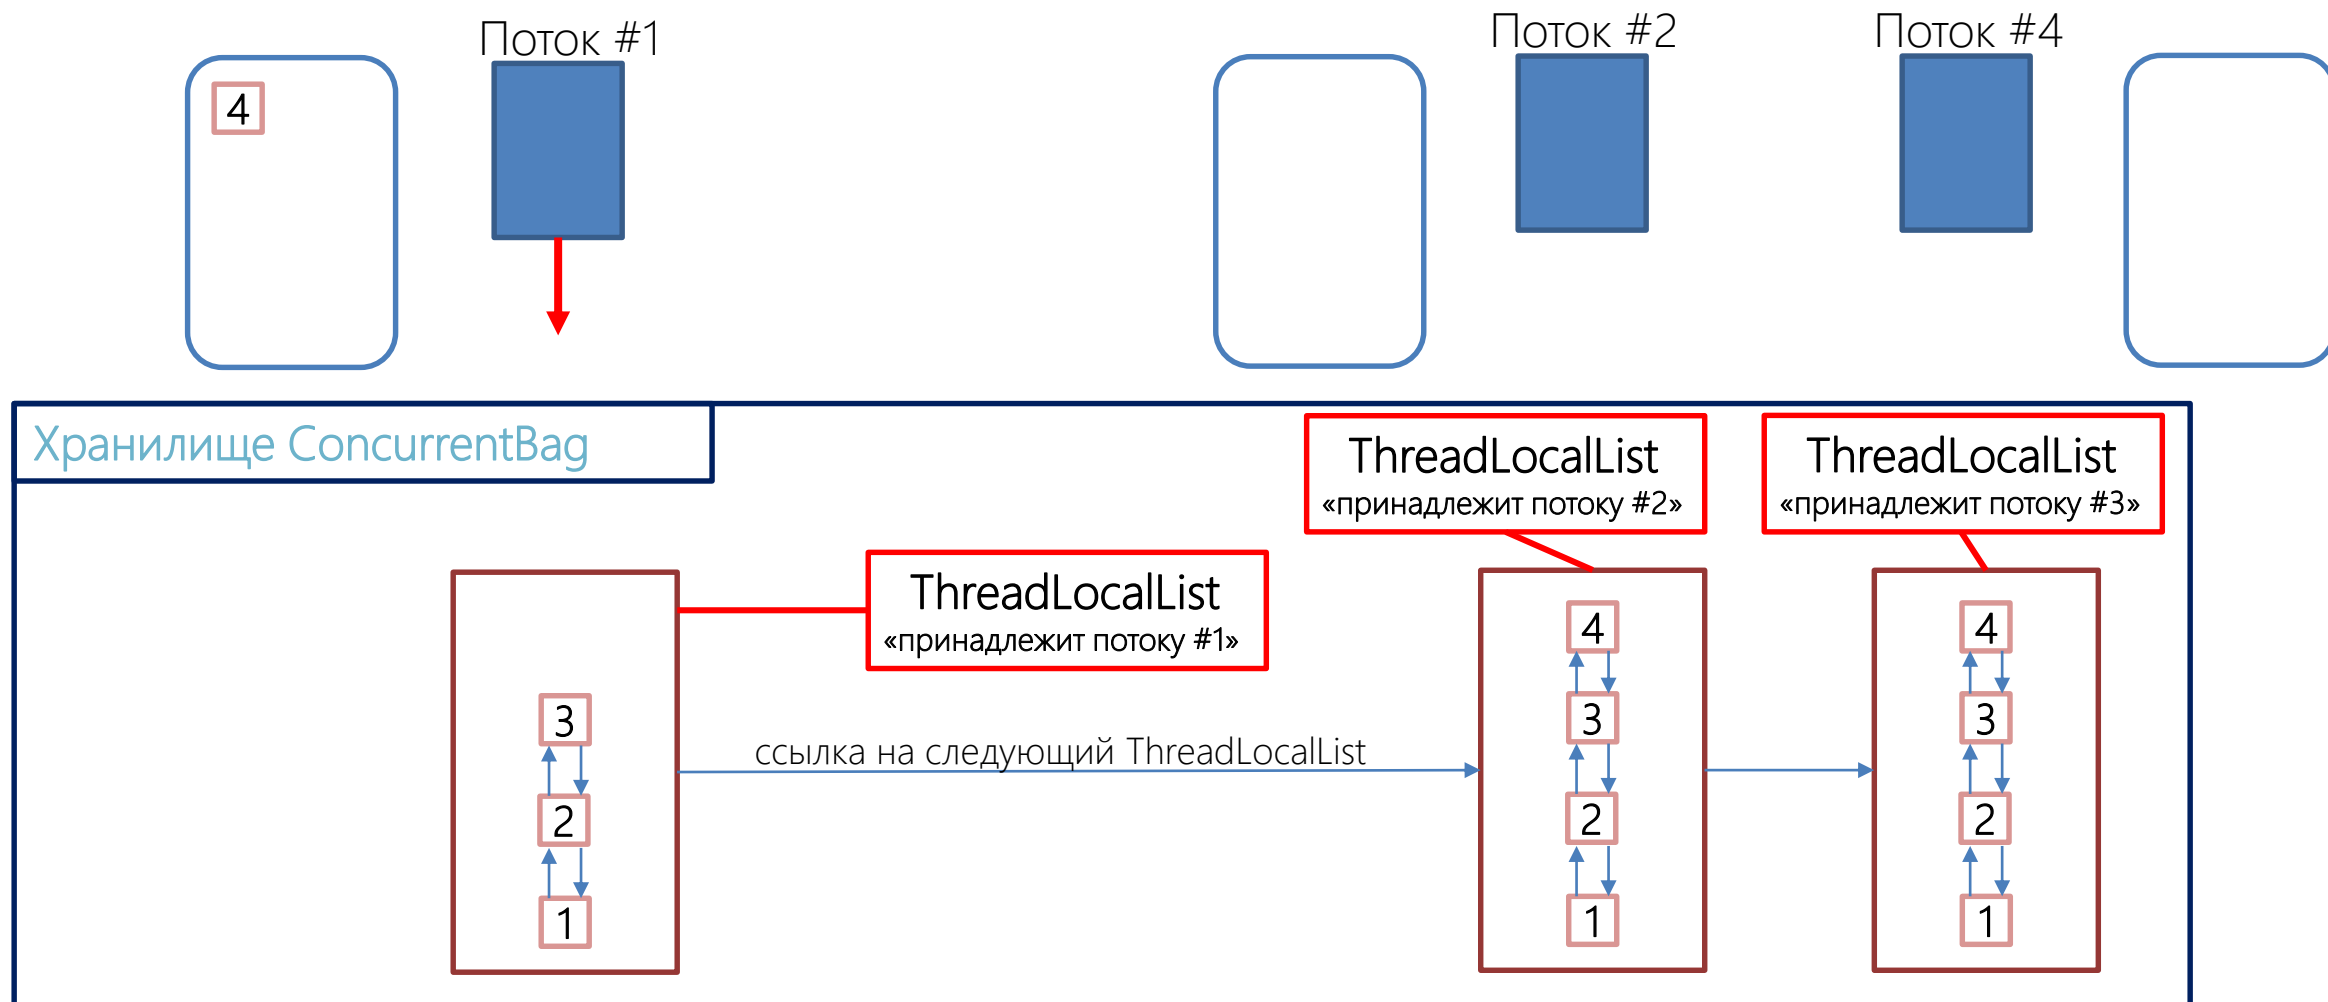 Поток #1
Поток #2
Поток #4
4
Хранилище ConcurrentBag
ThreadLocalList
«принадлежит потоку #2»
ThreadLocalList
«принадлежит потоку #3»
ThreadLocalList
«принадлежит потоку #1»
3
2
1
ссылка на следующий ThreadLocalList
4
3
2
1
4
3
2
1